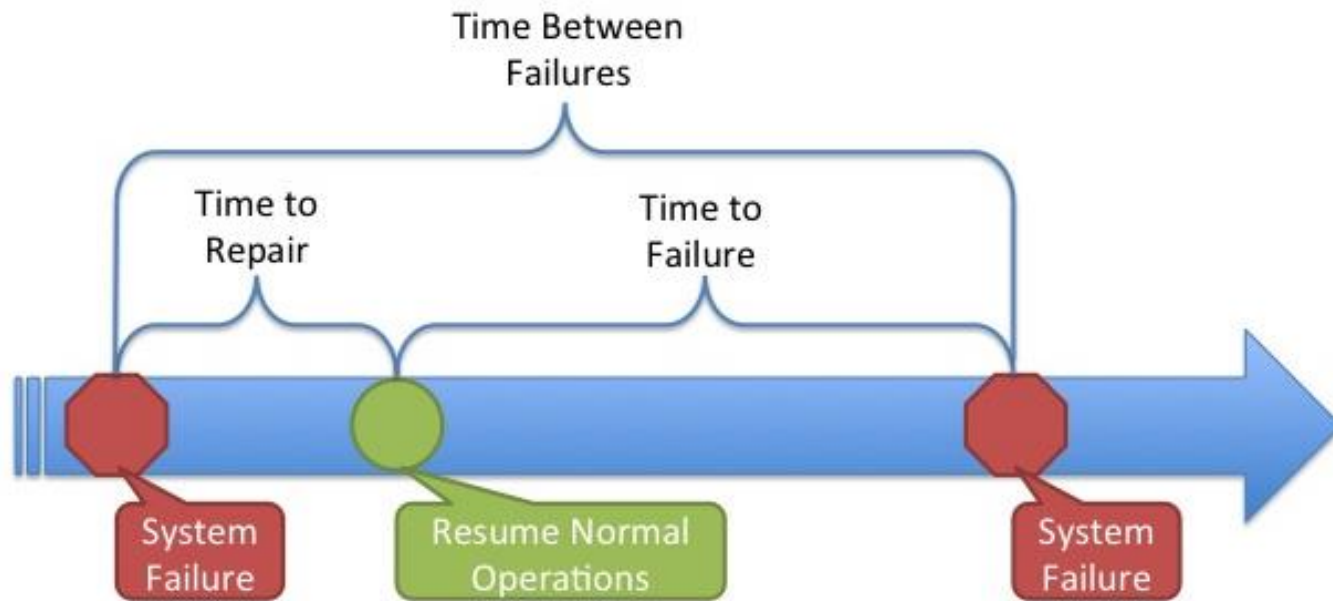 Time Between
Failures
Time to
Repair
Time to
Failure
System
Failure
Resume Normal
Operations
System
Failure